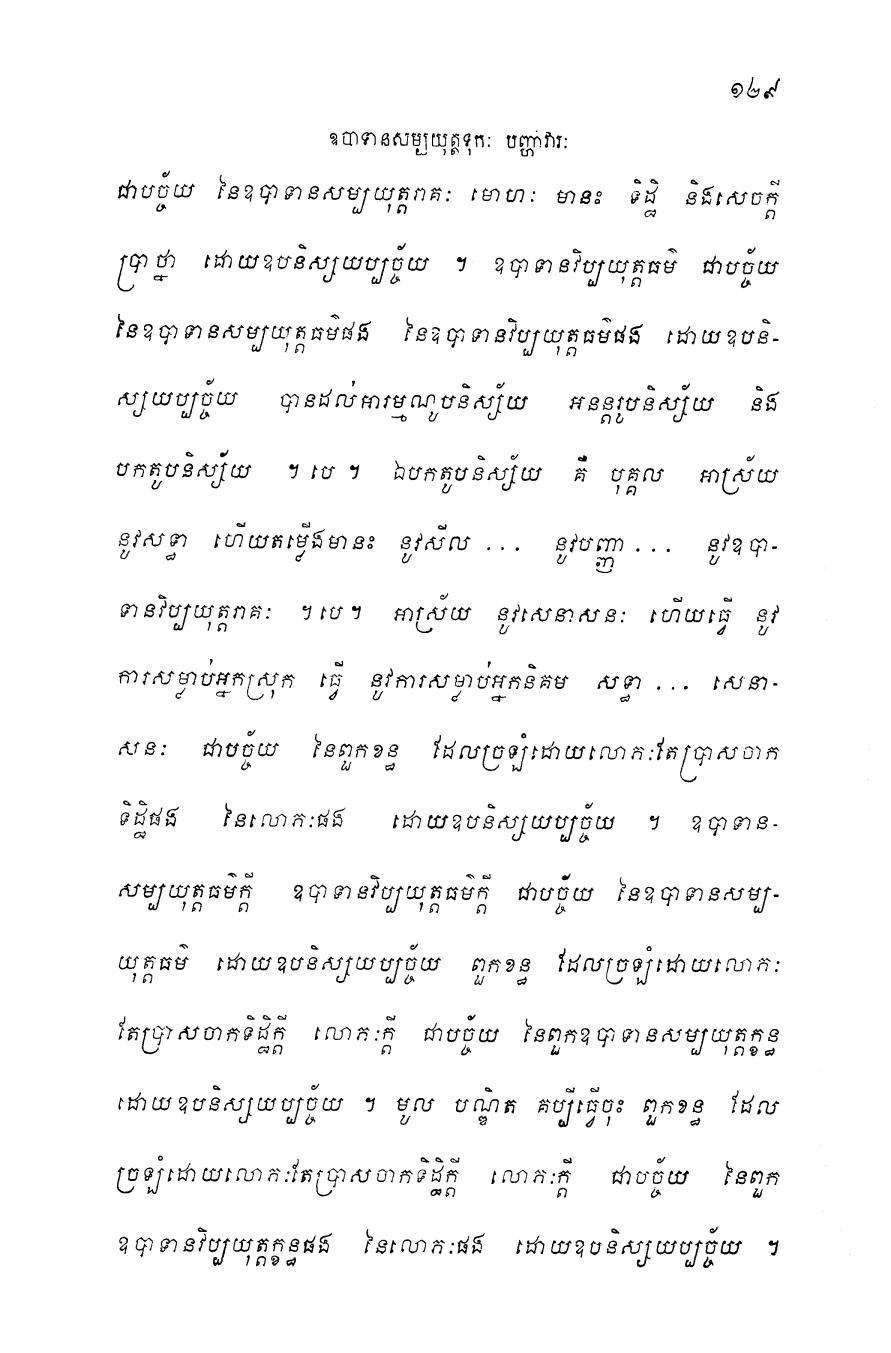 ១២៩
ឧបាទានសម្បយុត្តទុកៈ បញ្ហាវារៈ
ជាបច្ច័យ នៃឧបាទានសម្បយុត្តរាគៈ មោហៈ មានះ ទិដ្ឋិ និងសេចក្តី
ប្រាថ្នា ដោយឧបនិស្សយប្បច្ច័យ ។ ឧបាទានវិប្បយុត្តធម៌ ជាបច្ច័យ
នៃឧបាទានសម្បយុត្តធម៌ផង នៃឧបាទានវិប្បយុត្តធម៌ផង ដោយឧបនិ-
ស្សយប្បច្ច័យ បានដល់អារម្មណូបនិស្ស័យ អនន្តរូបនិស្ស័យ និង
បកតូបនិស្ស័យ ។ បេ ។ ឯបកតូបនិស្ស័យ គឺ បុគ្គល អាស្រ័យ
នូវសទ្ធា ហើយតម្លើងមានះ នូវសីល ... នូវបញ្ញា ... នូវឧបា-
ទានវិប្បយុត្តរាគៈ ។ បេ ។ អាស្រ័យ នូវសេនាសនៈ ហើយធ្វើ នូវ
ការសម្លាប់អ្នកស្រុក ធ្វើ នូវការសម្លាប់អ្នកនិគម សទ្ធា ... សេនា-
សនៈ ជាបច្ច័យ នៃពួកខន្ធ ដែលច្រឡំដោយលោភៈតែប្រាសចាក
ទិដ្ឋិផង នៃលោភៈផង ដោយឧបនិស្សយប្បច្ច័យ ។ ឧបាទាន-
សម្បយុត្តធម៌ក្តី ឧបាទានវិប្បយុត្តធម៌ក្តី ជាបច្ច័យ នៃឧបាទានសម្ប-
យុត្តធម៌ ដោយឧបនិស្សយប្បច្ច័យ ពួកខន្ធ ដែលច្រឡំដោយលោភៈ
តែប្រាសចាកទិដ្ឋិក្តី លោភៈក្តី ជាបច្ច័យ នៃពួកឧបាទានសម្បយុត្តក្ខន្ធ
ដោយឧបនិស្សយប្បច្ច័យ ។ មូល បណ្ឌិត គប្បីធ្វើចុះ ពួកខន្ធ ដែល
ច្រឡំដោយលោភៈតែប្រាសចាកទិដ្ឋិក្តី លោភៈក្តី ជាបច្ច័យ នៃពួក
ឧបាទានវិប្បយុត្តក្ខន្ធផង នៃលោភៈផង ដោយឧបនិស្សយប្បច្ច័យ ។